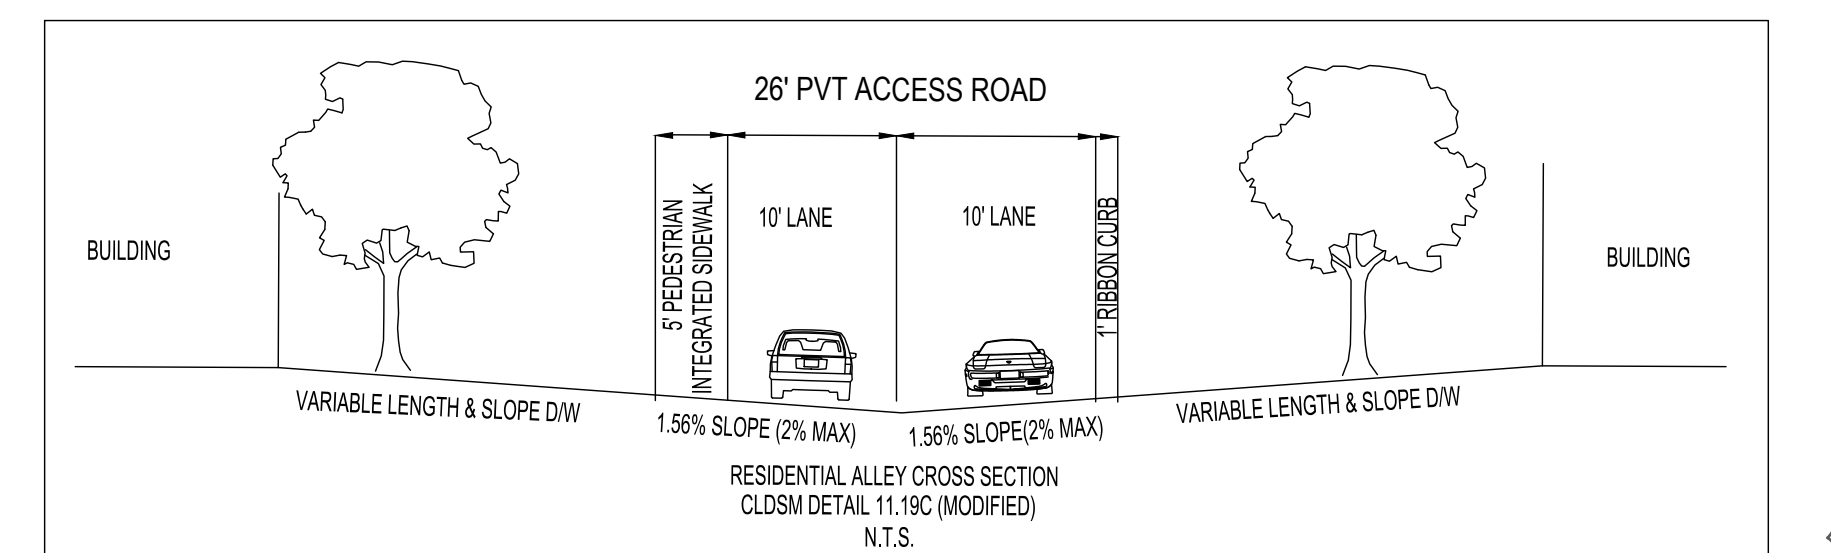 26' PVT ACCESS ROAD
BUILDING
5' PEDESTRIAN
INTEGRATED SIDEWALK
10' LANE
10' LANE
1' RIBBON CURB
BUILDING
VARIABLE LENGTH & SLOPE D/W
1.56% SLOPE (2% MAX)
1.56% SLOPE(2% MAX)
VARIABLE LENGTH & SLOPE D/W
RESIDENTIAL ALLEY CROSS SECTION
CLDSM DETAIL 11.19C (MODIFIED)
N.T.S.